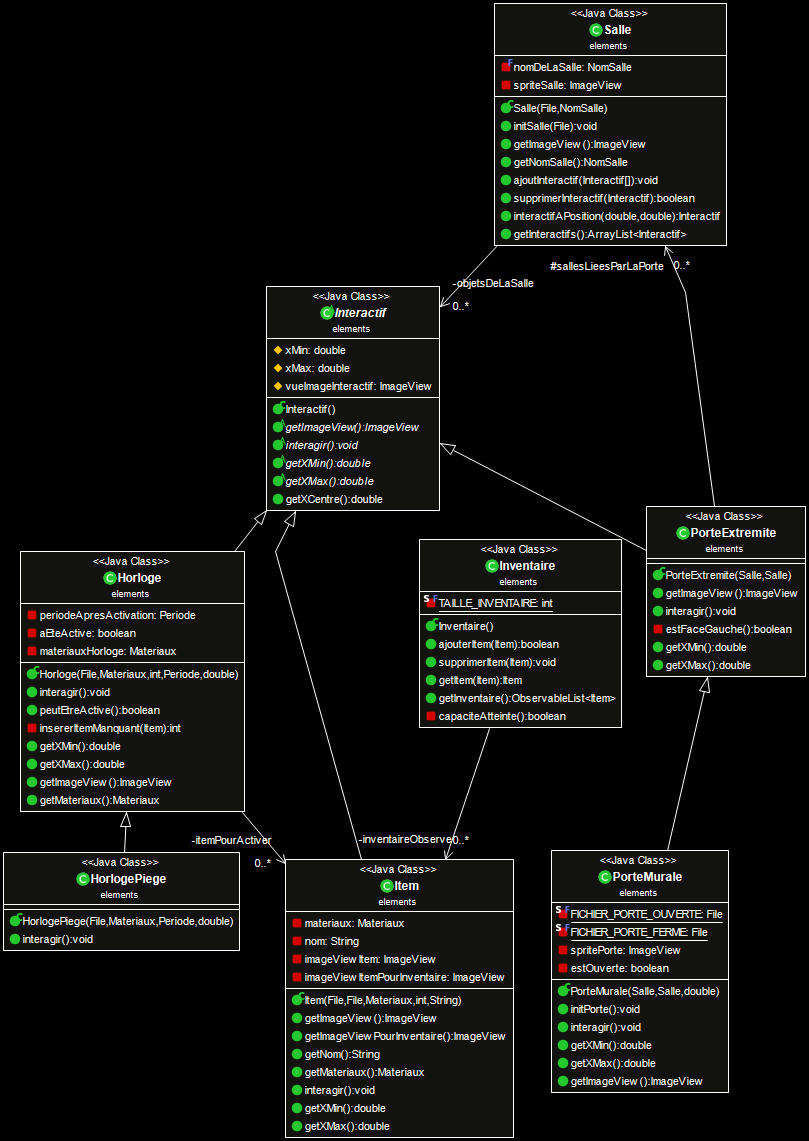 <<Java Class>>
Salle
elements
nomDeLaSalle: NomSalle
spriteSalle: ImageView
Salle(File,NomSalle)
initSalle(File):void
getImageView():ImageView
getNomSalle():NomSalle
ajoutInteractif(Interactif[]):void
supprimerInteractif(Interactif):boolean
interactifAPosition(double,double):Interactif
getInteractifs():ArrayList<Interactif>
#sallesLieesParLaPorte
0..*
-objetsDeLaSalle
0..*
<<Java Class>>
Interactif
elements
xMin: double
xMax: double
vueImageInteractif: ImageView
Interactif()
getImageView():ImageView
interagir():void
getXMin():double
getXMax():double
getXCentre():double
<<Java Class>>
PorteExtremite
elements
PorteExtremite(Salle,Salle)
getImageView():ImageView
interagir():void
estFaceGauche():boolean
getXMin():double
getXMax():double
<<Java Class>>
Inventaire
elements
TAILLE_INVENTAIRE: int
Inventaire()
ajouterItem(Item):boolean
supprimerItem(Item):void
getItem(Item):Item
getInventaire():ObservableList<Item>
capaciteAtteinte():boolean
<<Java Class>>
Horloge
elements
periodeApresActivation: Periode
aEteActive: boolean
materiauxHorloge: Materiaux
Horloge(File,Materiaux,int,Periode,double)
interagir():void
peutEtreActive():boolean
insererItemManquant(Item):int
getXMin():double
getXMax():double
getImageView():ImageView
getMateriaux():Materiaux
-itemPourActiver
0..*
-inventaireObserve
0..*
<<Java Class>>
HorlogePiege
elements
HorlogePiege(File,Materiaux,Periode,double)
interagir():void
<<Java Class>>
Item
elements
materiaux: Materiaux
nom: String
imageViewItem: ImageView
imageViewItemPourInventaire: ImageView
Item(File,File,Materiaux,int,String)
getImageView():ImageView
getImageViewPourInventaire():ImageView
getNom():String
getMateriaux():Materiaux
interagir():void
getXMin():double
getXMax():double
<<Java Class>>
PorteMurale
elements
FICHIER_PORTE_OUVERTE: File
FICHIER_PORTE_FERME: File
spritePorte: ImageView
estOuverte: boolean
PorteMurale(Salle,Salle,double)
initPorte():void
interagir():void
getXMin():double
getXMax():double
getImageView():ImageView